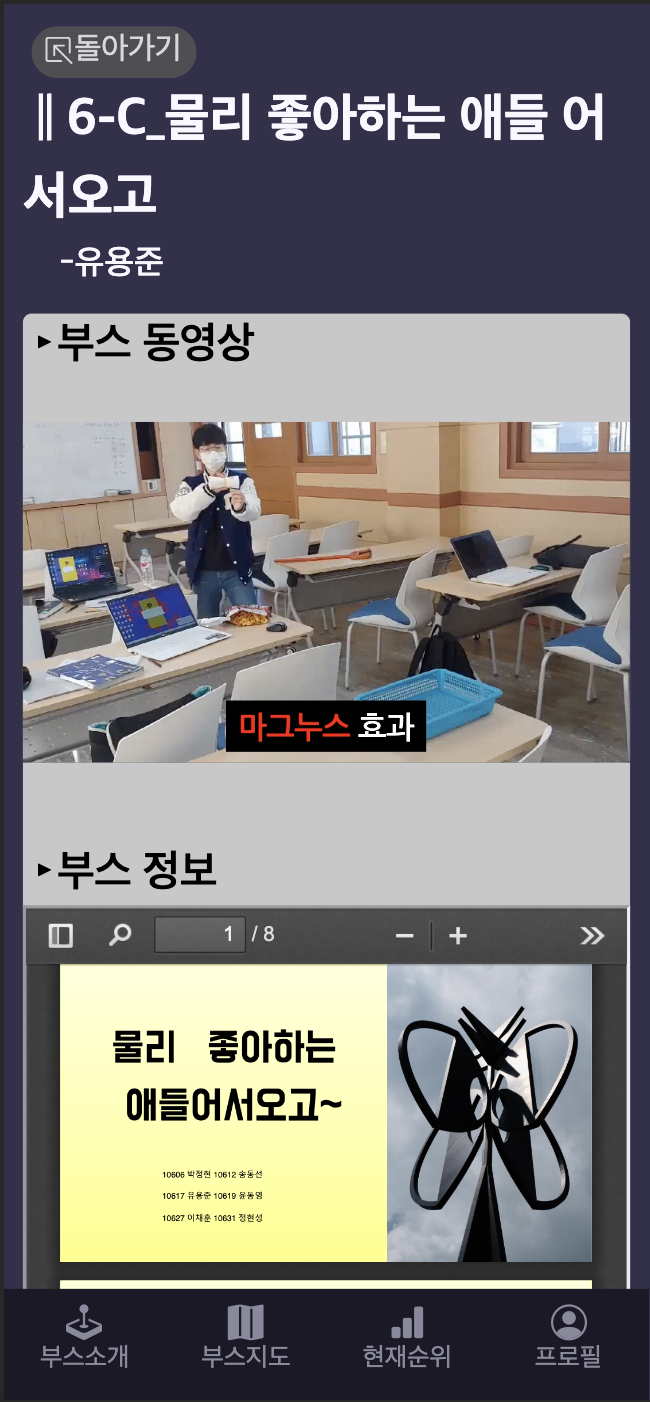 돌아가기
‖ 6-C_물리 좋아하는 애들 어
서오고
-유용준
▸부스 동영상
마그누스 효과
▸부스 정보
1 / 8
물리 좋아하는
애들어서오고~
10606 박정현 10612 송동선
10617 유용준 10619 윤동명
10627 이채훈 10631 정현성
부스소개 부스지도 현재순위 프로필